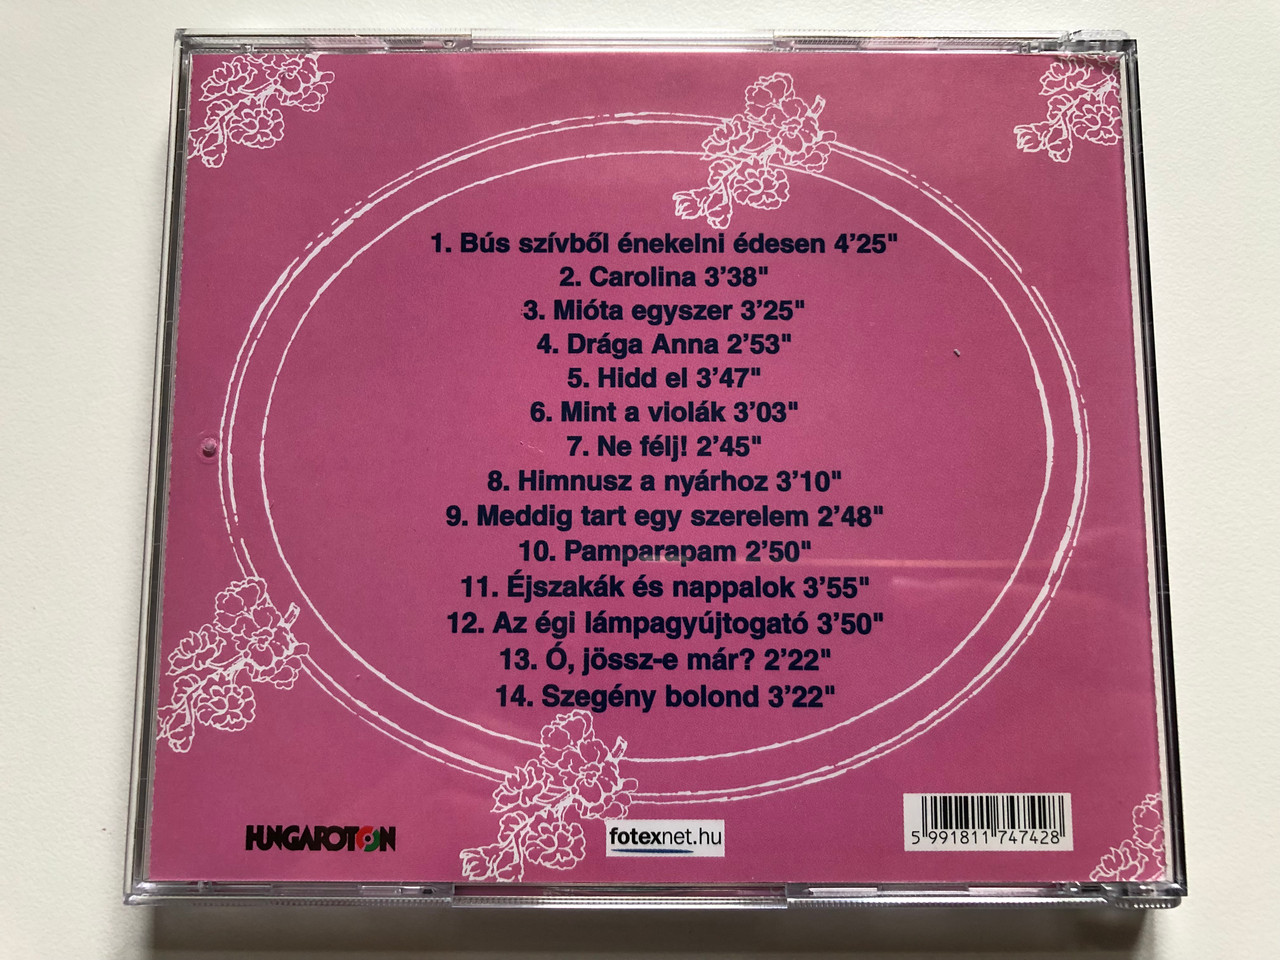 1. Bús szívből énekelni édesen 4'25"
2. Carolina 3'38"
3. Mióta egyszer 3'25"
4. Drága Anna 2'53"
5. Hidd el 3'47"
6. Mint a violák 3'03"
7. Ne félj! 2'45"
8. Himnusz a nyárhoz 3'10"
9. Meddig tart egy szerelem 2'48"
10. Pamparapam 2'50"
11. Éjszakák és nappalok 3'55"
12. Az égi lámpagyújtogató 3'50"
13. Ó, jössz-e már? 2'22"
14. Szegény bolond 3'22"
HUNGAROTON
fotexnet.hu
5 991811 747428